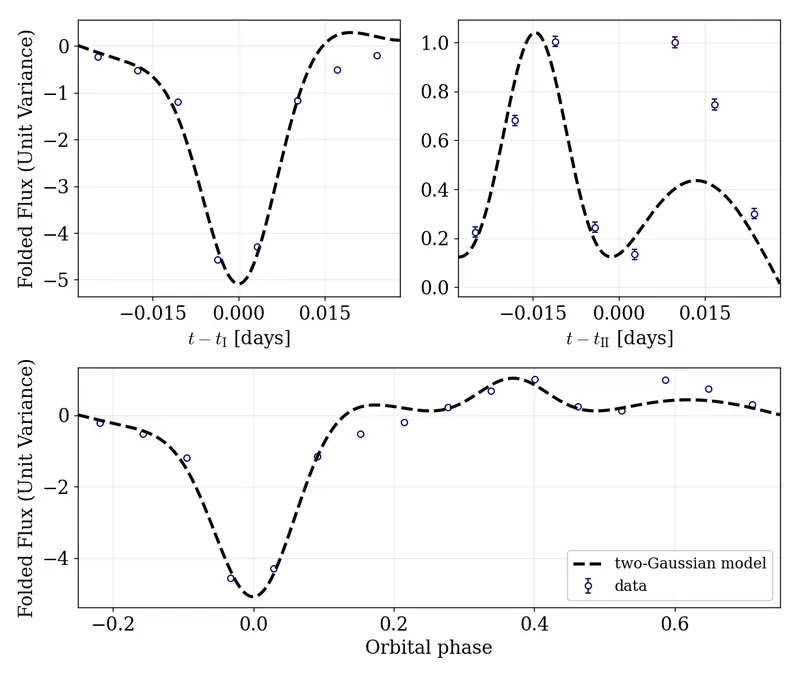 Folded Flux (Unit Variance)
0
−1
−2
−3
−4
−5
−0.015 0.000 0.015
t − tI [days]
1.0
0.8
0.6
0.4
0.2
0.0
−0.015 0.000 0.015
t − tII [days]
Folded Flux (Unit Variance)
0
−2
−4
two-Gaussian model
data
−0.2 0.0 0.2 0.4 0.6
Orbital phase